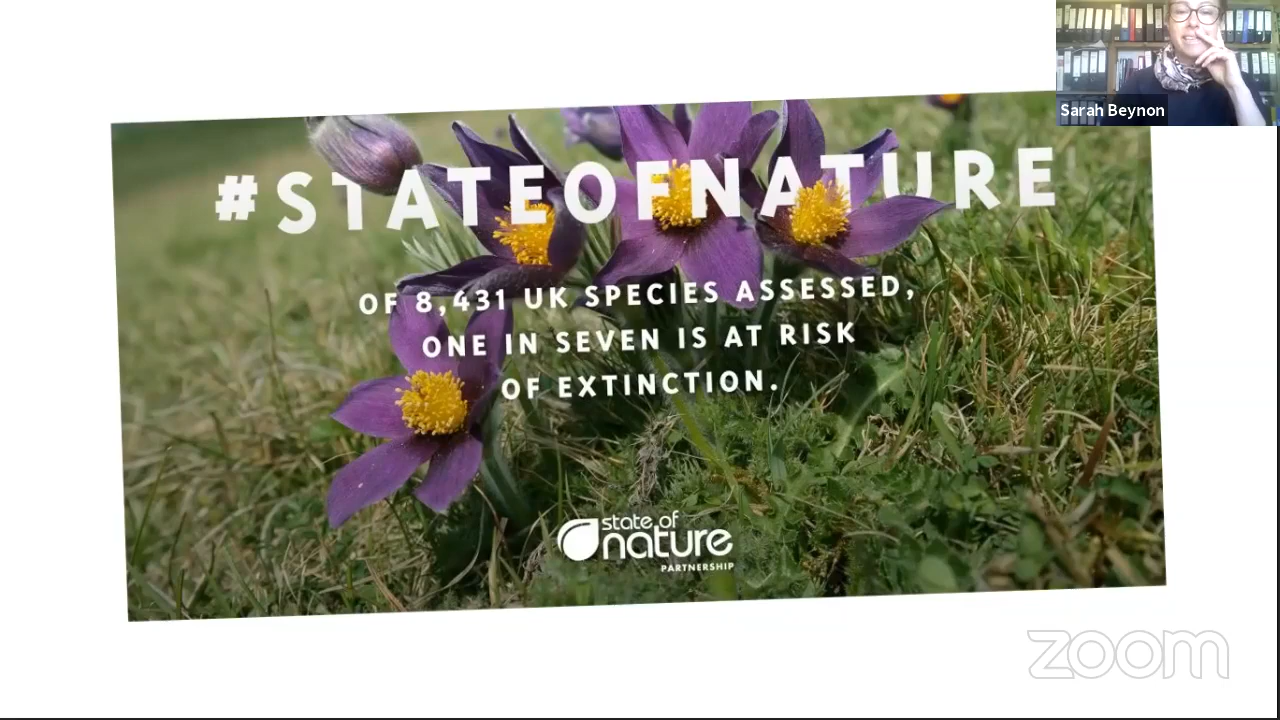 Sarah Beynon
#STATEOFNATURE
OF 8,431 UK SPECIES ASSESSED,
ONE IN SEVEN IS AT RISK
OF EXTINCTION.
state of
nature
PARTNERSHIP
zoom